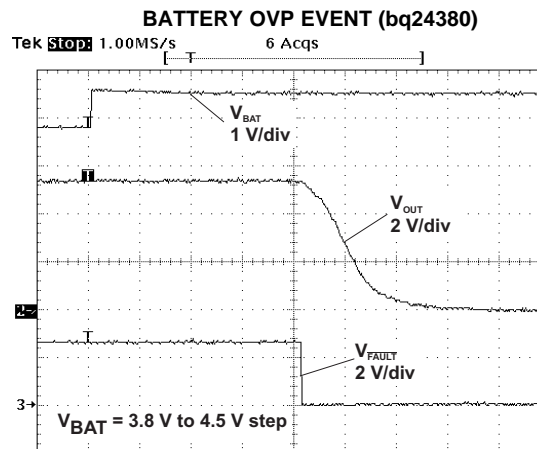 BATTERY OVP EVENT (bq24380)
Tek Stop: 1.00MS/s 6 Acqs
[ T ]
T
V_BAT
1 V/div
T
V_OUT
2 V/div
2
T
V_FAULT
2 V/div
3→
V_BAT = 3.8 V to 4.5 V step